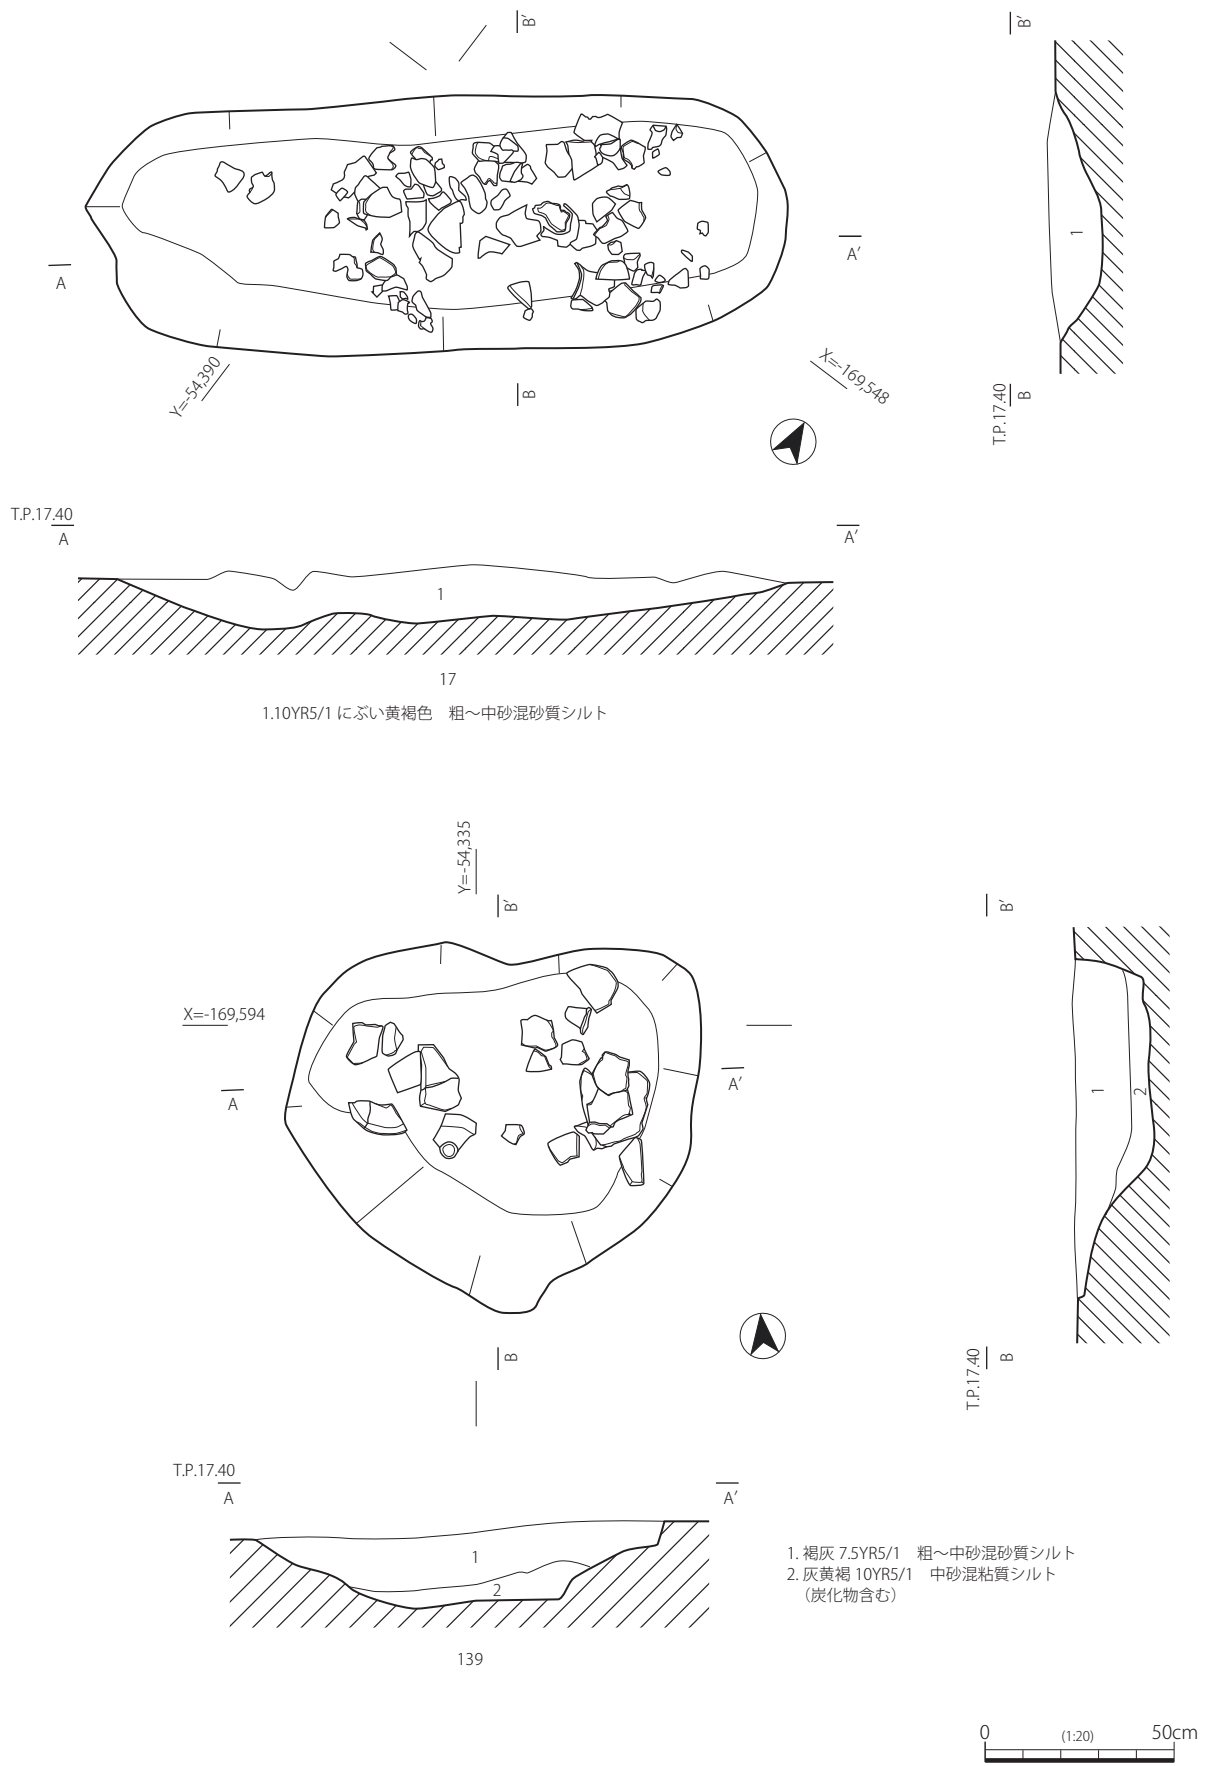 B′
B′
A
A′
Y=-54,390
X=-169,548
B
T.P.17.40
B
1
T.P.17.40
A
A′
1
17
1.10YR5/1 にぶい黄褐色　粗～中砂混砂質シルト
Y=-54,335
B′
B′
X=-169,594
A
A′
1
2
B
T.P.17.40
B
T.P.17.40
A
A′
1
2
1. 褐灰 7.5YR5/1　粗～中砂混砂質シルト
2. 灰黄褐 10YR5/1　中砂混粘質シルト
（炭化物含む）
139
0
(1:20)
50cm